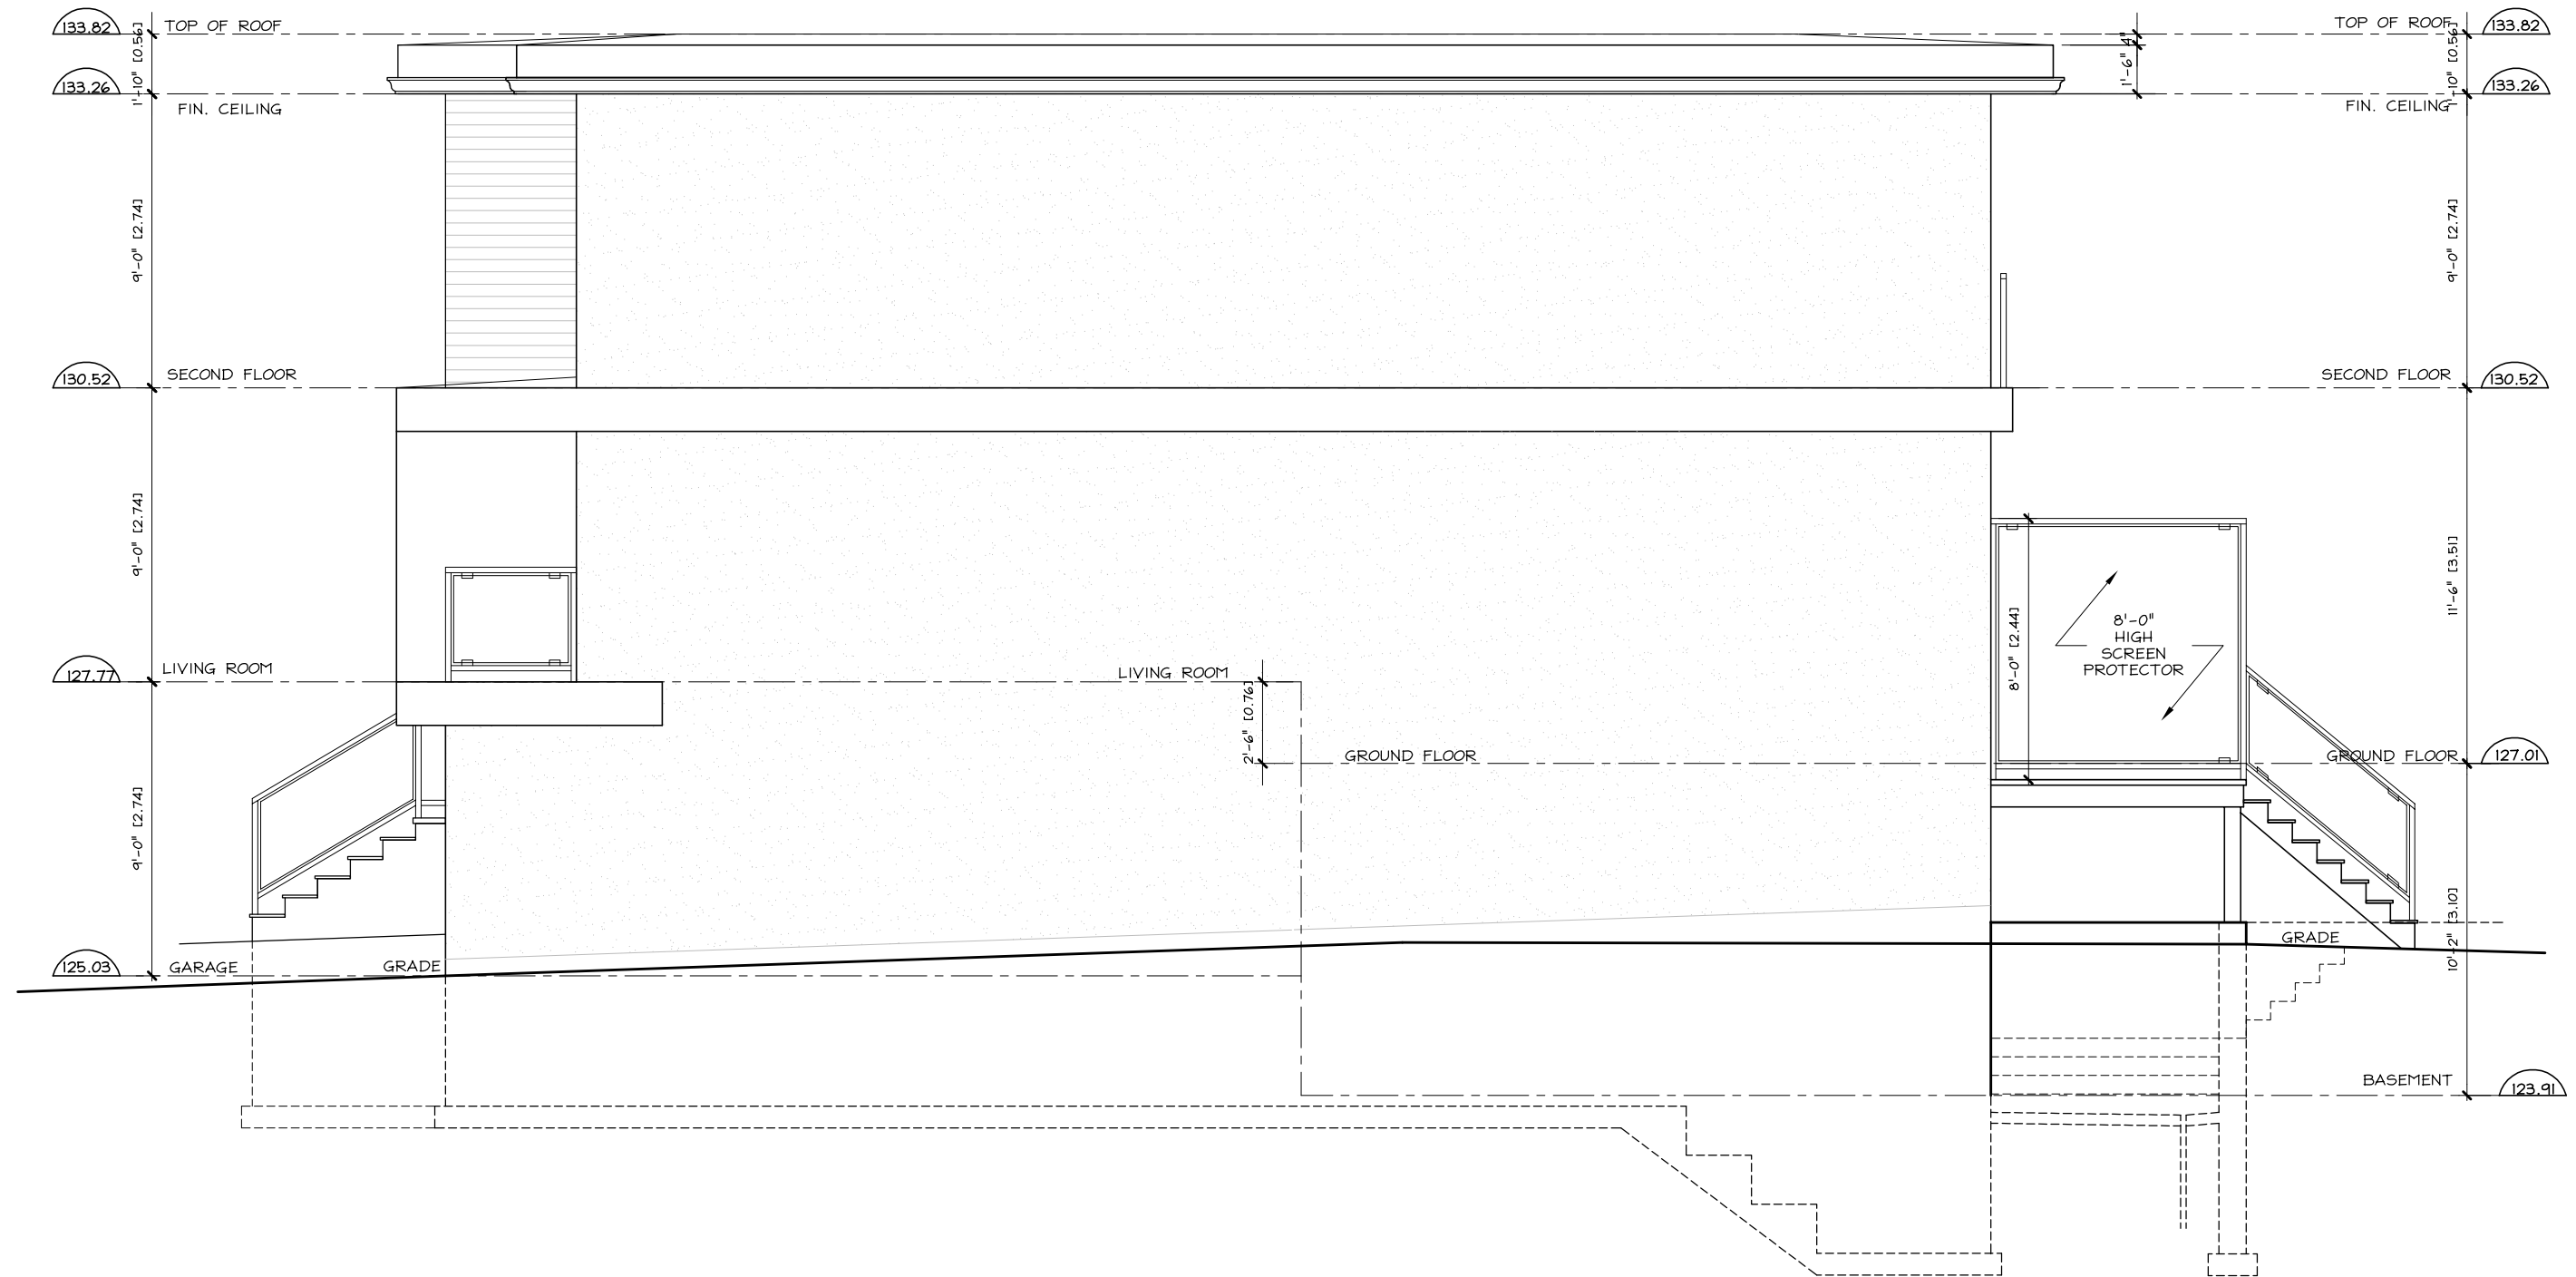 133.82
TOP OF ROOF
TOP OF ROOF
133.82
1'-10" [0.56]
4"
1'-6"
1'-10" [0.56]
133.26
FIN. CEILING
FIN. CEILING
133.26
9'-0" [2.74]
9'-0" [2.74]
130.52
SECOND FLOOR
SECOND FLOOR
130.52
9'-0" [2.74]
11'-6" [3.51]
8'-0" [2.44]
8'-0"
HIGH
SCREEN
PROTECTOR
127.77
LIVING ROOM
LIVING ROOM
2'-6" [0.76]
GROUND FLOOR
GROUND FLOOR
127.01
9'-0" [2.74]
10'-2" [3.10]
125.03
GARAGE
GRADE
GRADE
BASEMENT
123.91